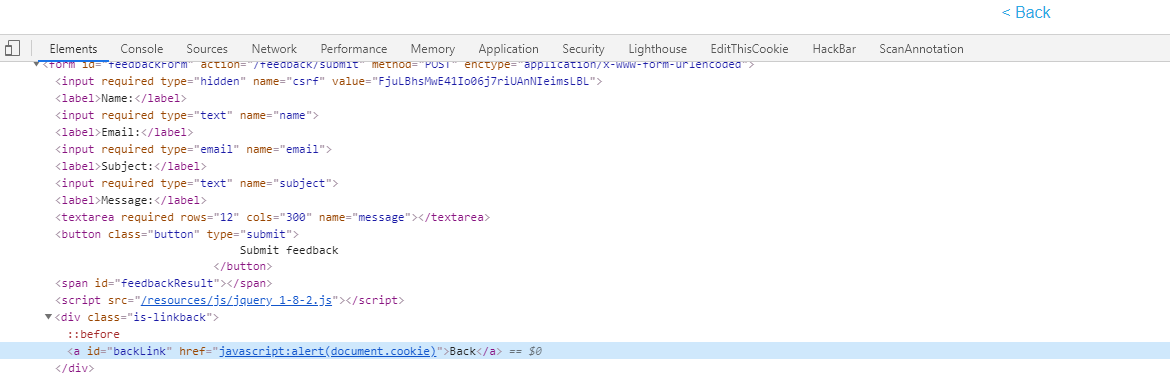 < Back
Elements Console Sources Network Performance Memory Application Security Lighthouse EditThisCookie HackBar ScanAnnotation
<form id="feedbackForm" action="/feedback/submit" method="POST" enctype="application/x-www-form-urlencoded">
<input required type="hidden" name="csrf" value="FjuLBhsMwE41Io06j7riUAnNIeimsLBL">
<label>Name:</label>
<input required type="text" name="name">
<label>Email:</label>
<input required type="email" name="email">
<label>Subject:</label>
<input required type="text" name="subject">
<label>Message:</label>
<textarea required rows="12" cols="300" name="message"></textarea>
<button class="button" type="submit">
Submit feedback
</button>
<span id="feedbackResult"></span>
<script src="/resources/js/jquery_1-8-2.js"></script>
<div class="is-linkback">
::before
<a id="backLink" href="javascript:alert(document.cookie)">Back</a> == $0
</div>